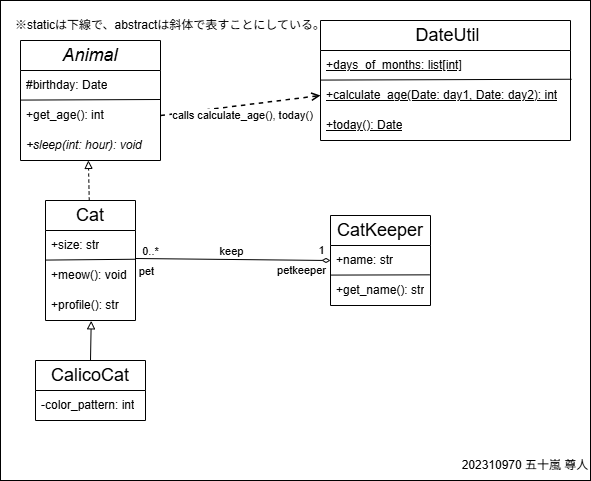 ※staticは下線で、abstractは斜体で表すことにしている。
Animal
#birthday: Date
+get_age(): int
+sleep(int: hour): void
DateUtil
+days_of_months: list[int]
+calculate_age(Date: day1, Date: day2): int
+today(): Date
calls calculate_age(), today()
Cat
+size: str
+meow(): void
+profile(): str
0..*
keep
1
pet
petkeeper
CatKeeper
+name: str
+get_name(): str
CalicoCat
-color_pattern: int
202310970 五十嵐 尊人